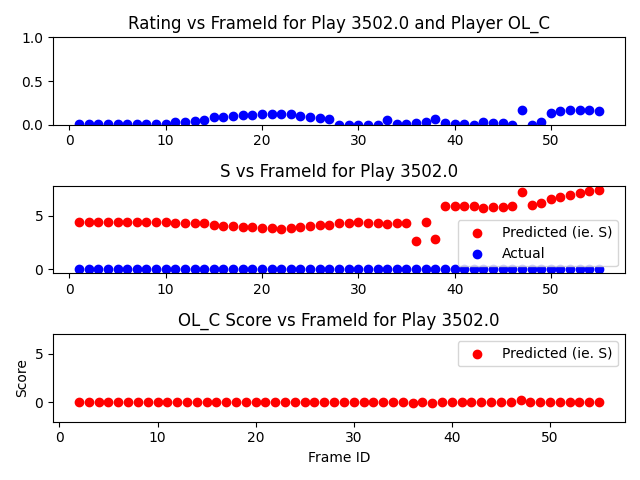 Rating vs FrameId for Play 3502.0 and Player OL_C
1.0
0.5
0.0
0 10 20 30 40 50
S vs FrameId for Play 3502.0
5
0
Predicted (ie. S)
Actual
0 10 20 30 40 50
OL_C Score vs FrameId for Play 3502.0
Score
5
0
Predicted (ie. S)
0 10 20 30 40 50
Frame ID